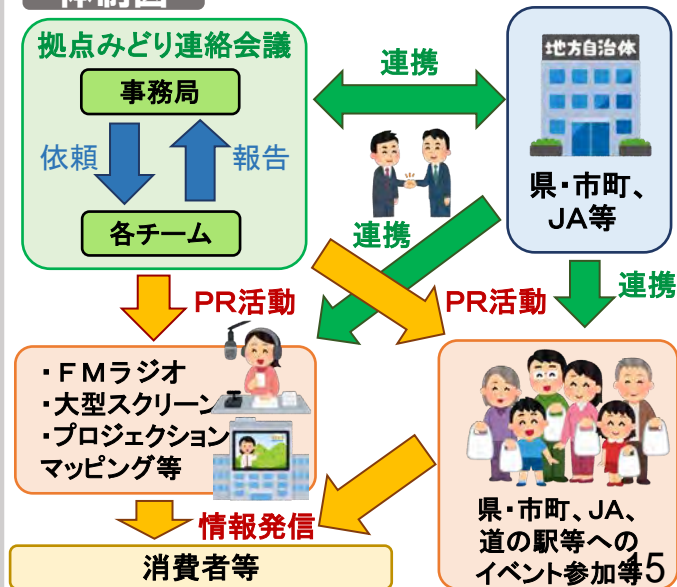 体制図
拠点みどり連絡会議
事務局
依頼
報告
各チーム
連携
地方自治体
県・市町、
JA等
連携
連携
PR活動
PR活動
・FMラジオ
・大型スクリーン
・プロジェクション
マッピング等
県・市町、JA、
道の駅等への
イベント参加等
情報発信
消費者等
15